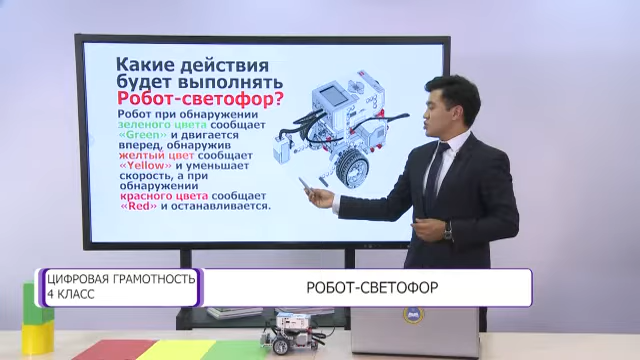 Какие действия
будет выполнять
Робот-светофор?
Робот при обнаружении
зеленого цвета сообщает
«Green» и двигается
вперед, обнаружив
желтый цвет сообщает
«Yellow» и уменьшает
скорость, а при
обнаружении
красного цвета сообщает
«Red» и останавливается.
ЦИФРОВАЯ ГРАМОТНОСТЬ
4 КЛАСС
РОБОТ-СВЕТОФОР